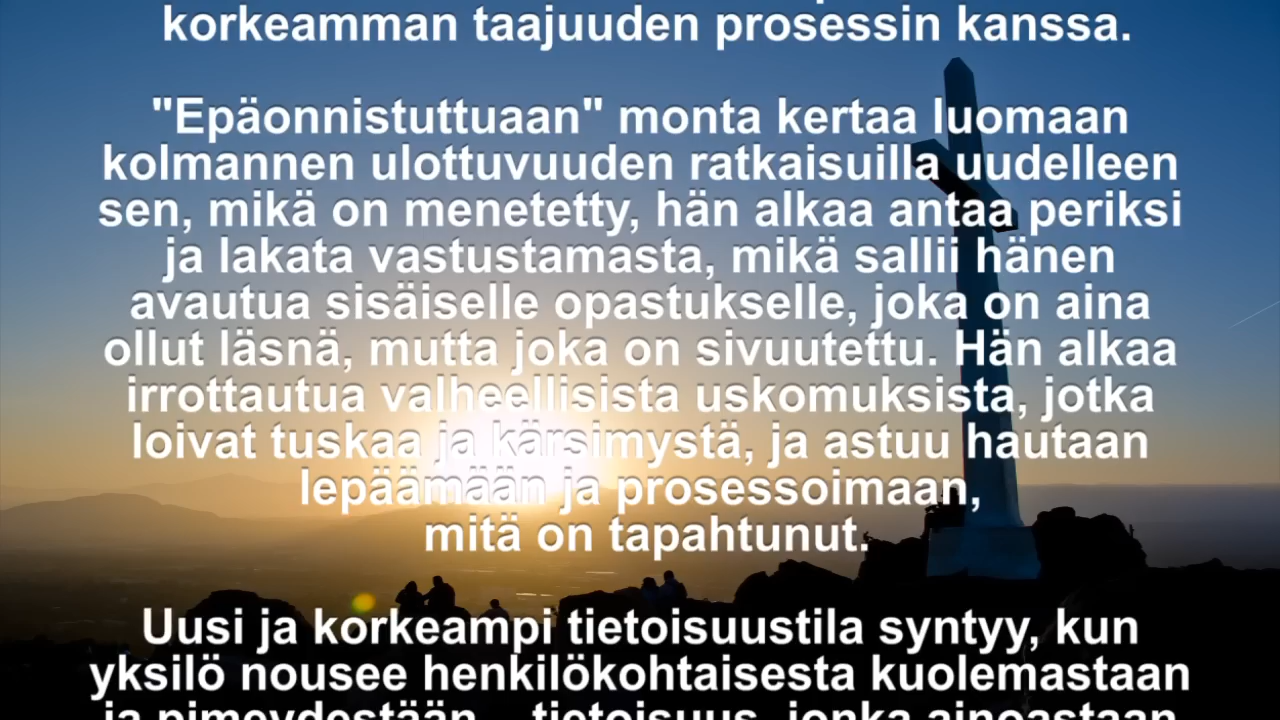 korkeamman taajuuden prosessin kanssa.
"Epäonnistuttuaan" monta kertaa luomaan
kolmannen ulottuvuuden ratkaisuilla uudelleen
sen, mikä on menetetty, hän alkaa antaa periksi
ja lakata vastustamasta, mikä sallii hänen
avautua sisäiselle opastukselle, joka on aina
ollut läsnä, mutta joka on sivuutettu. Hän alkaa
irrottautua valheellisista uskomuksista, jotka
loivat tuskaa ja kärsimystä, ja astuu hautaan
lepäämään ja prosessoimaan,
mitä on tapahtunut.
Uusi ja korkeampi tietoisuustila syntyy, kun
yksilö nousee henkilökohtaisesta kuolemastaan
ja pimeydestään... tietoisuus, jonka ainoastaan